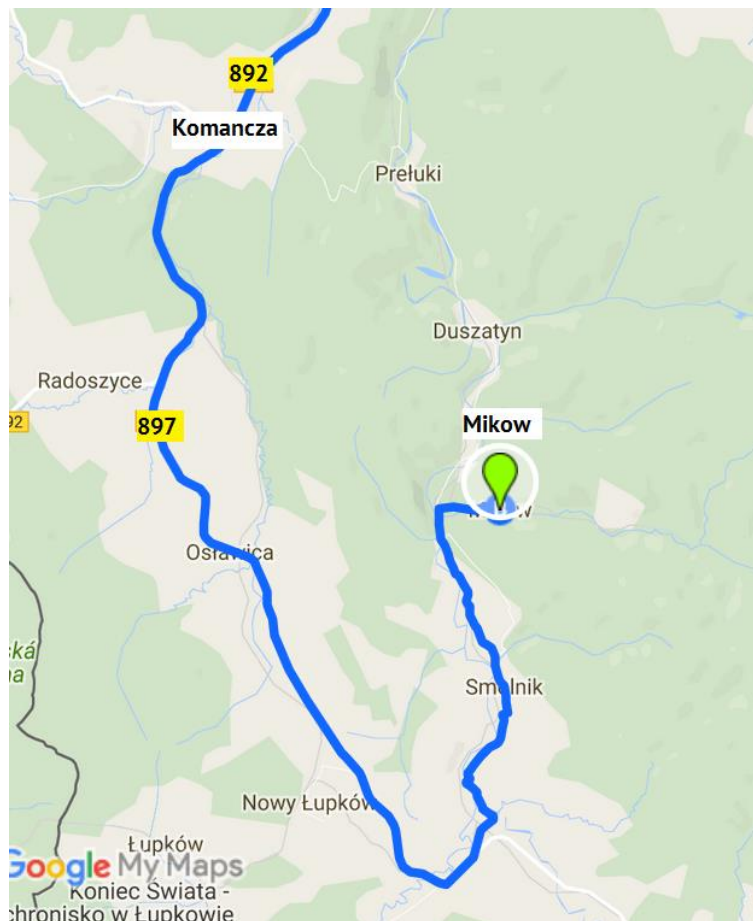 892
Komancza
Prełuki
Duszatyn
Radoszyce
92
897
Mikow
Osławica
Smolnik
Nowy Łupków
Łupków
Google My Maps
Koniec Świata -
chronisko w Łupkowie